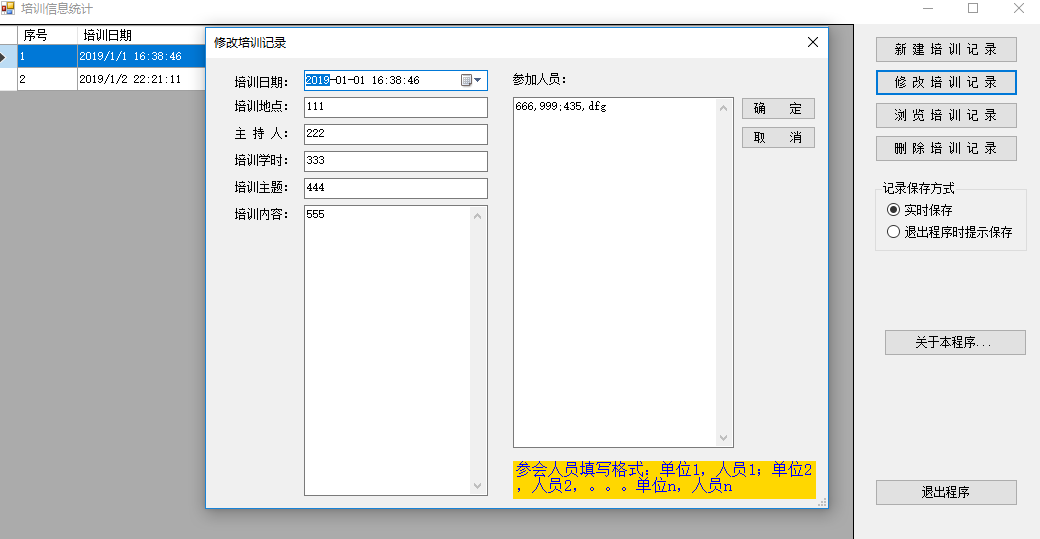 培训信息统计
序号 培训日期
1 2019/1/1 16:38:46
2 2019/1/2 22:21:11
修改培训记录
培训日期： 2019-01-01 16:38:46
培训地点： 111
主 持 人： 222
培训学时： 333
培训主题： 444
培训内容： 555
参加人员：
666,999;435,dfg
确 定
取 消
参会人员填写格式：单位1，人员1；单位2
，人员2，。。。单位n，人员n
新 建 培 训 记 录
修 改 培 训 记 录
浏 览 培 训 记 录
删 除 培 训 记 录
记录保存方式
实时保存
退出程序时提示保存
关于本程序...
退出程序